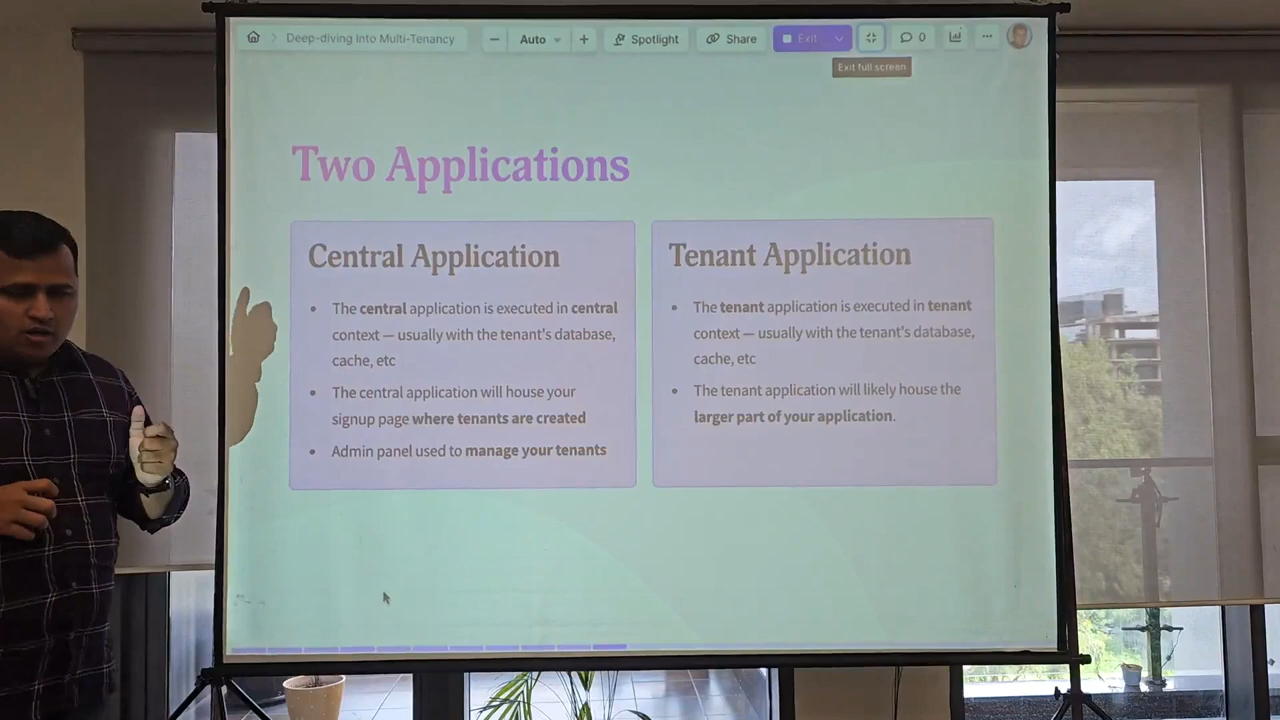 Deep-diving Into Multi-Tenancy
Auto
Spotlight
Share
Exit
0
Exit full screen
Two Applications
Central Application
• The central application is executed in central
context — usually with the tenant's database,
cache, etc
• The central application will house your
signup page where tenants are created
• Admin panel used to manage your tenants
Tenant Application
• The tenant application is executed in tenant
context — usually with the tenant's database,
cache, etc
• The tenant application will likely house the
larger part of your application.